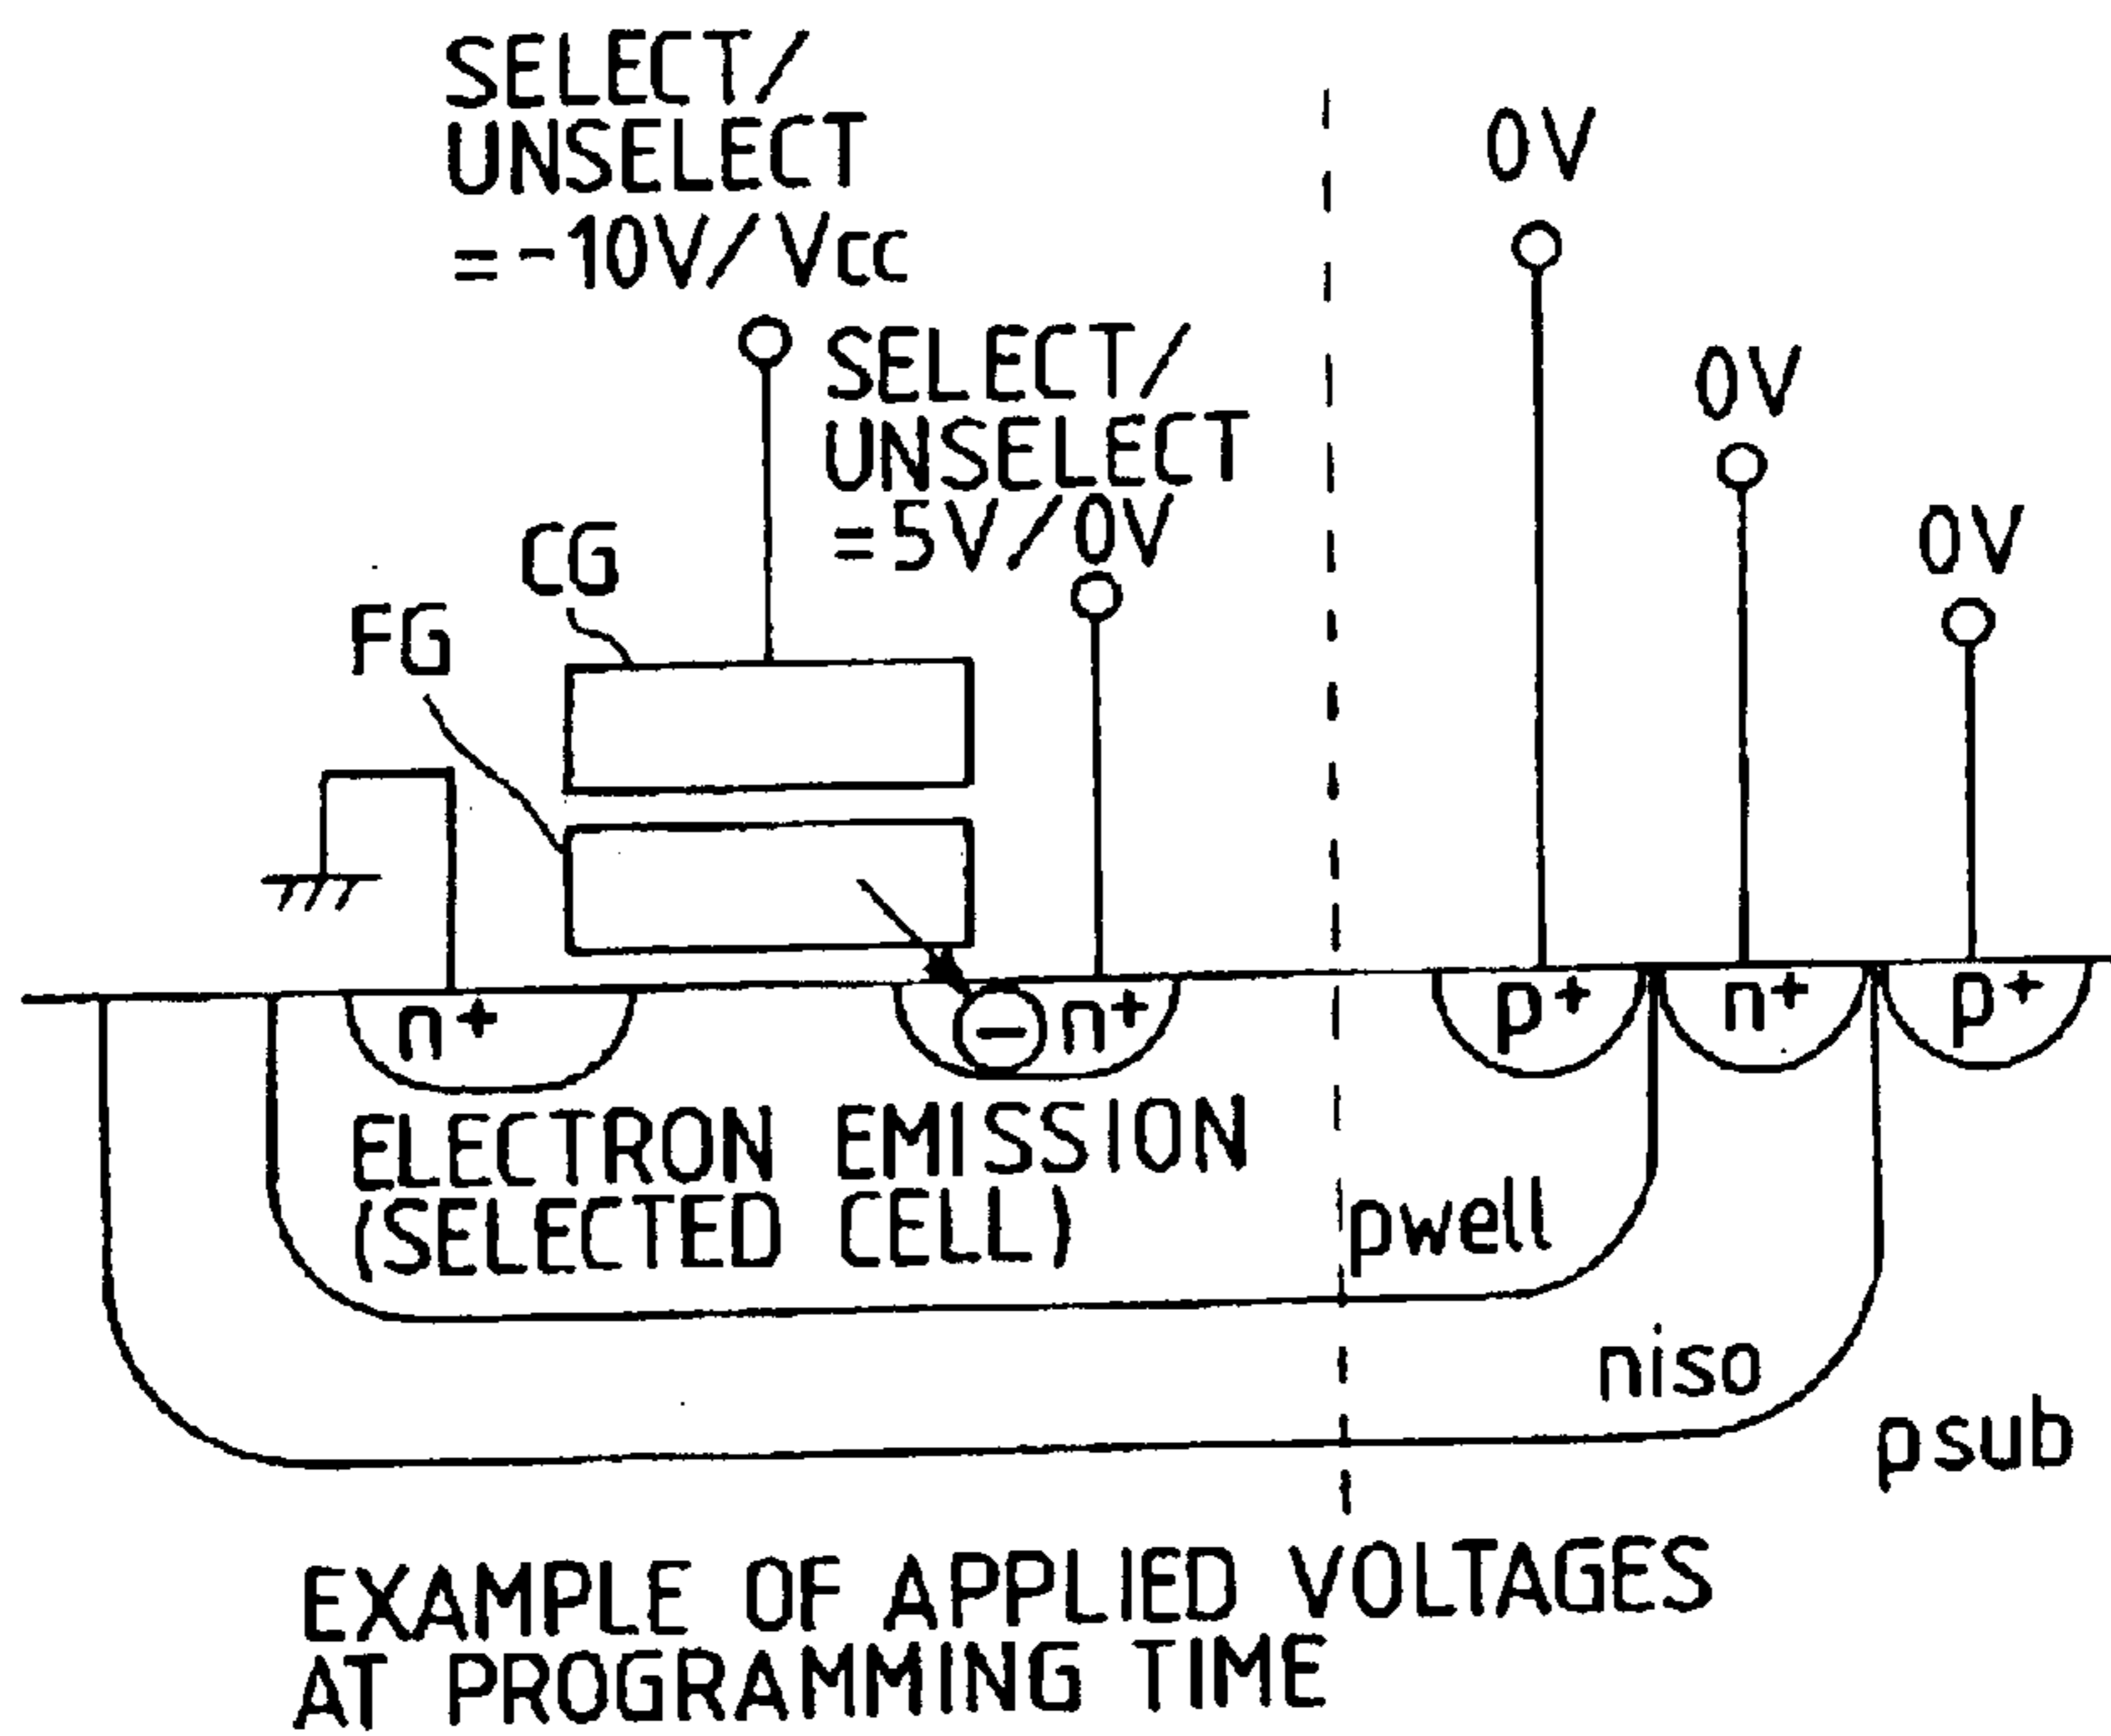 SELECT/
UNSELECT
=-10V/Vcc
SELECT/
UNSELECT
=5V/0V
0V
0V
0V
CG
FG
n+
⊖ n+
p+
n+
p+
ELECTRON EMISSION
(SELECTED CELL)
pwell
niso
psub
EXAMPLE OF APPLIED VOLTAGES
AT PROGRAMMING TIME